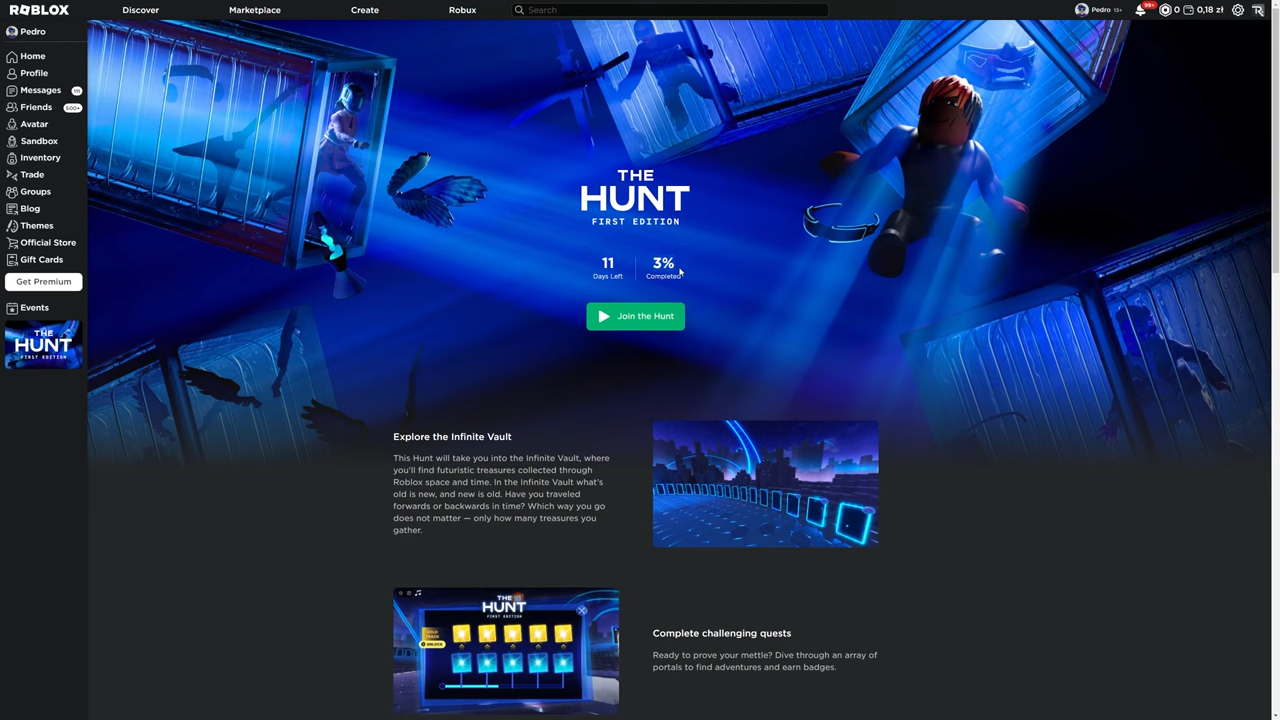 ROBLOX
Discover
Marketplace
Create
Robux
Search
Pedro 13+
99+
0
0,18 zł
Pedro
Home
Profile
Messages
Friends
500+
Avatar
Sandbox
Inventory
Trade
Groups
Blog
Themes
Official Store
Gift Cards
Get Premium
Events
THE
HUNT
FIRST EDITION
THE
HUNT
FIRST EDITION
11
Days Left
3%
Completed
Join the Hunt
Explore the Infinite Vault
This Hunt will take you into the Infinite Vault, where
you'll find futuristic treasures collected through
Roblox space and time. In the Infinite Vault what's
old is new, and new is old. Have you traveled
forwards or backwards in time? Which way you go
does not matter — only how many treasures you
gather.
THE
HUNT
FIRST EDITION
GOLD
TRACK
UNLOCK
Complete challenging quests
Ready to prove your mettle? Dive through an array of
portals to find adventures and earn badges.